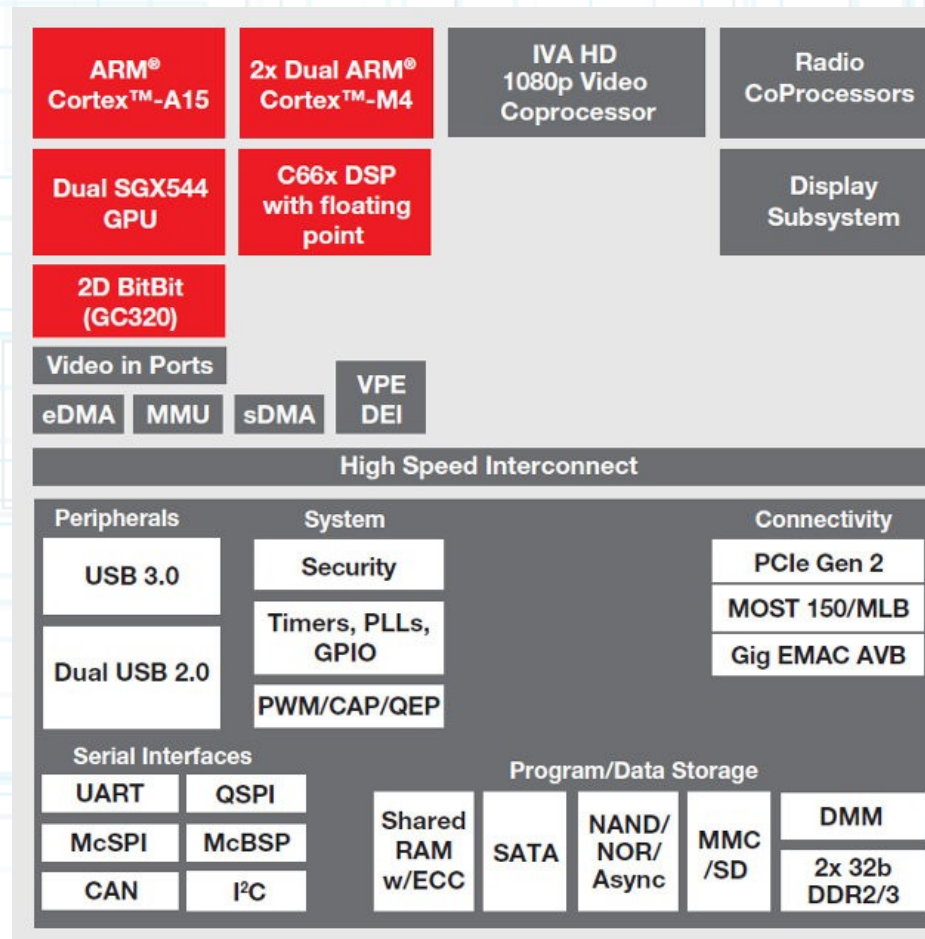 ARM®
Cortex™-A15
2x Dual ARM®
Cortex™-M4
IVA HD
1080p Video
Coprocessor
Radio
CoProcessors
Dual SGX544
GPU
C66x DSP
with floating
point
Display
Subsystem
2D BitBit
(GC320)
Video in Ports
eDMA
MMU
sDMA
VPE
DEI
High Speed Interconnect
Peripherals
USB 3.0
Dual USB 2.0
System
Security
Timers, PLLs,
GPIO
PWM/CAP/QEP
Connectivity
PCIe Gen 2
MOST 150/MLB
Gig EMAC AVB
Serial Interfaces
UART
QSPI
McSPI
McBSP
CAN
I²C
Program/Data Storage
Shared
RAM
w/ECC
SATA
NAND/
NOR/
Async
MMC
/SD
DMM
2x 32b
DDR2/3